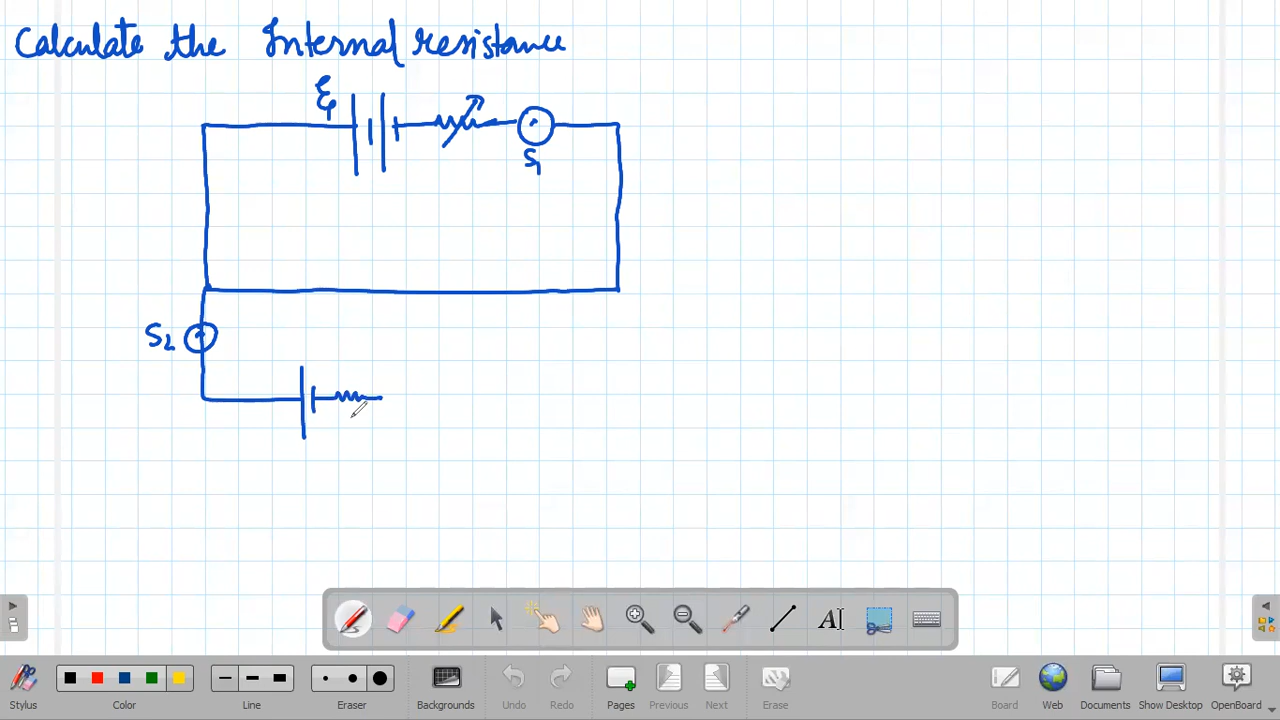 Calculate the Internal resistance
S1
S2
Stylus
Color
Line
Eraser
Backgrounds
Undo
Redo
Pages
Previous
Next
Erase
Board
Web
Documents
Show Desktop
OpenBoard